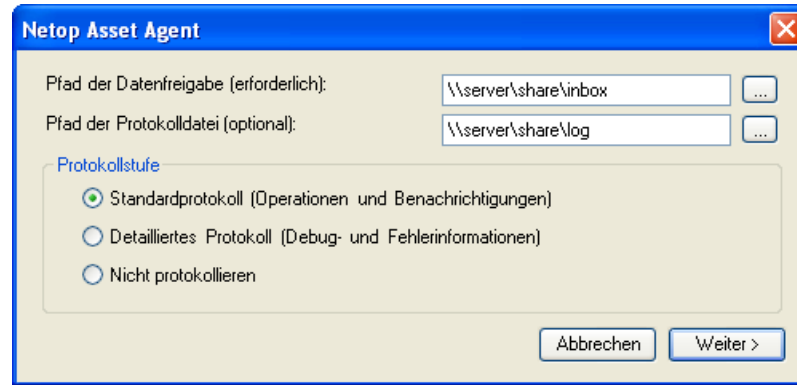 Netop Asset Agent
Pfad der Datenfreigabe (erforderlich): \\server\share\inbox ...
Pfad der Protokolldatei (optional): \\server\share\log ...
Protokollstufe
Standardprotokoll (Operationen und Benachrichtigungen)
Detailliertes Protokoll (Debug- und Fehlerinformationen)
Nicht protokollieren
Abbrechen Weiter >